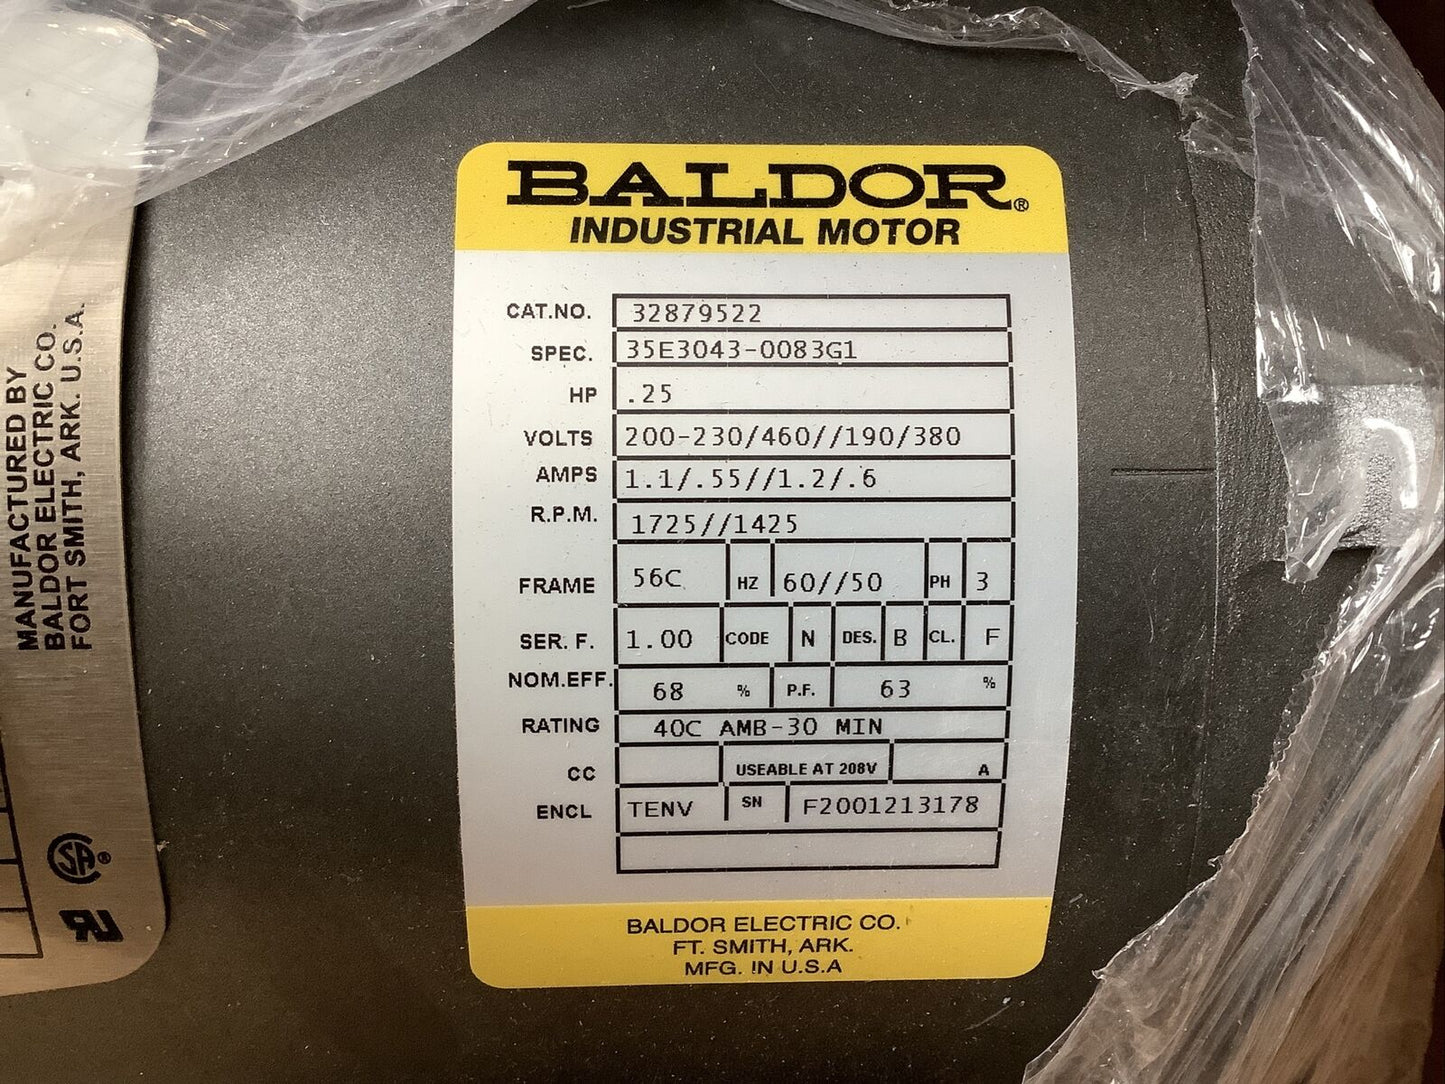 BALDOR®
INDUSTRIAL MOTOR
CAT.NO. 32879522
SPEC. 35E3043-0083G1
HP .25
VOLTS 200-230/460//190/380
AMPS 1.1/.55//1.2/.6
R.P.M. 1725//1425
FRAME 56C HZ 60//50 PH 3
SER. F. 1.00 CODE N DES. B CL. F
NOM.EFF. 68 % P.F. 63 %
RATING 40C AMB-30 MIN
CC USEABLE AT 208V A
ENCL TENV SN F2001213178
BALDOR ELECTRIC CO.
FT. SMITH, ARK.
MFG. IN U.S.A
MANUFACTURED BY
BALDOR ELECTRIC CO.
FORT SMITH, ARK. U.S.A.
SA®
RU